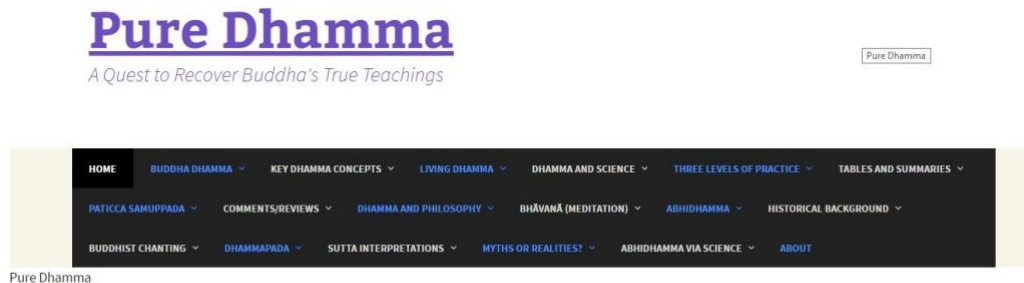 Pure Dhamma
A Quest to Recover Buddha's True Teachings
Pure Dhamma
HOME BUDDHA DHAMMA KEY DHAMMA CONCEPTS LIVING DHAMMA DHAMMA AND SCIENCE THREE LEVELS OF PRACTICE TABLES AND SUMMARIES
PATICCA SAMUPPADA COMMENTS/REVIEWS DHAMMA AND PHILOSOPHY BHĀVANĀ (MEDITATION) ABHIDHAMMA HISTORICAL BACKGROUND
BUDDHIST CHANTING DHAMMAPADA SUTTA INTERPRETATIONS MYTHS OR REALITIES? ABHIDHAMMA VIA SCIENCE ABOUT
Pure Dhamma